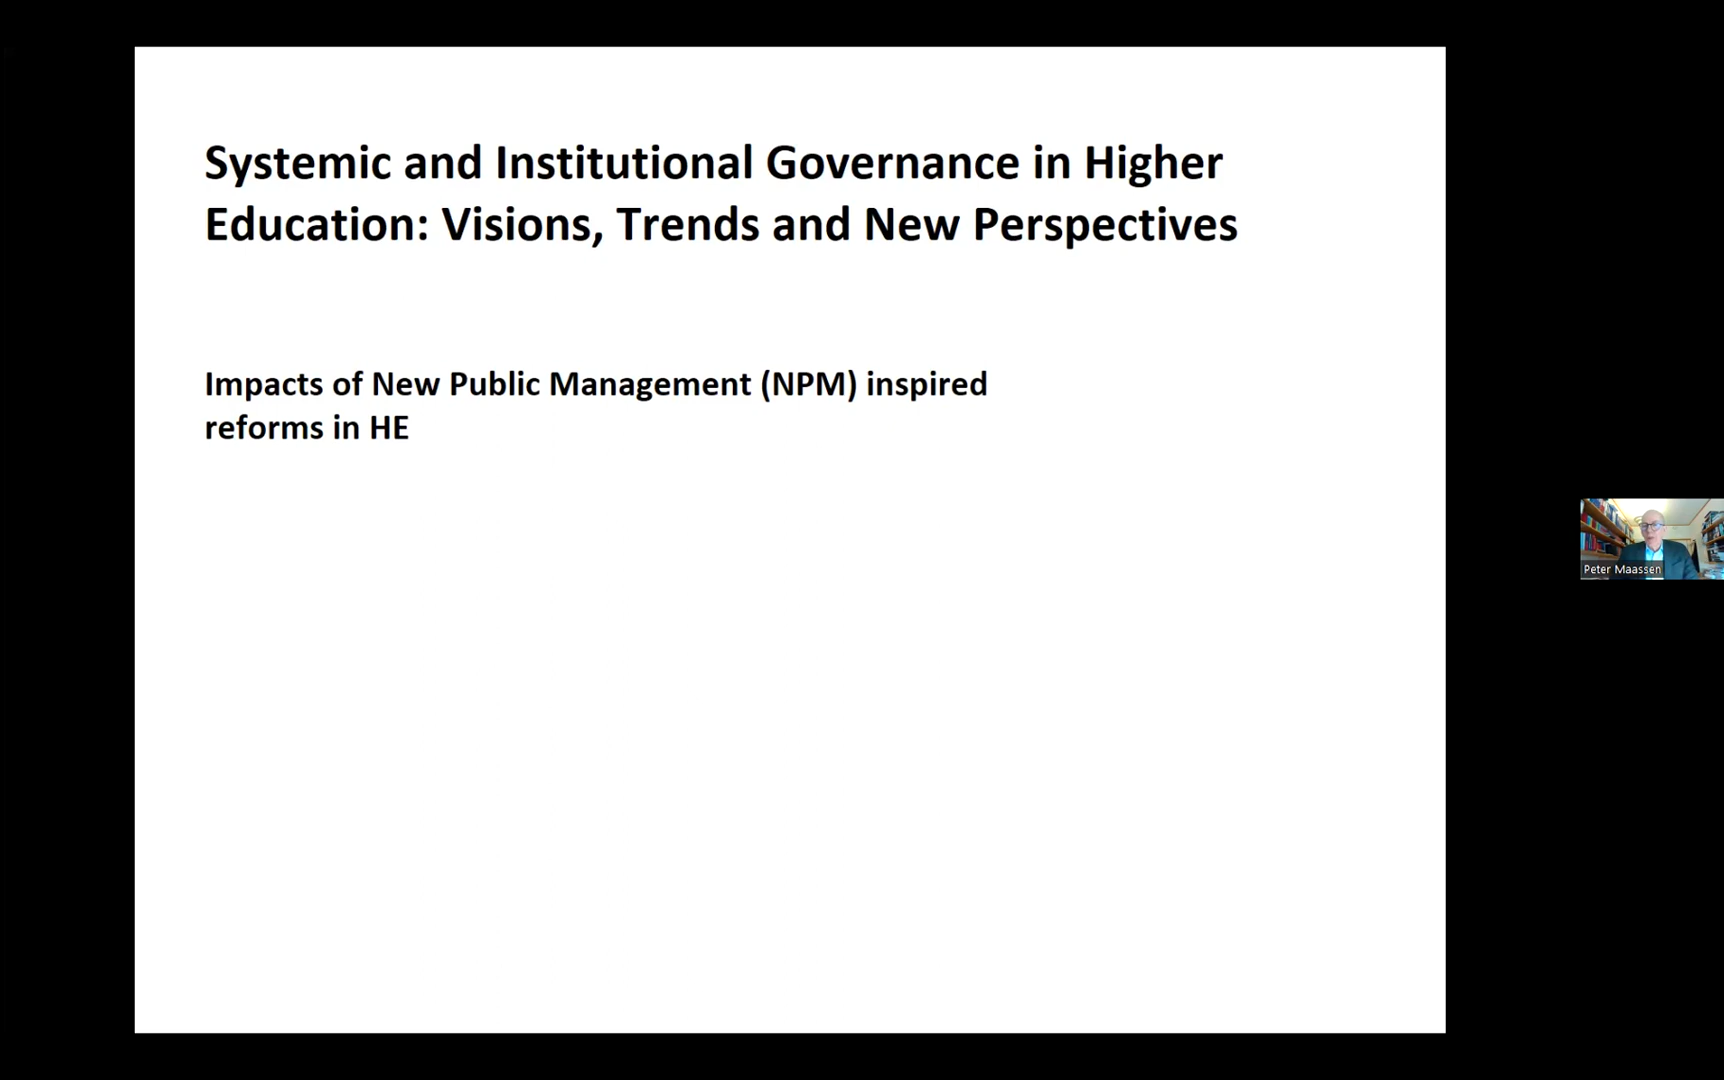 Systemic and Institutional Governance in Higher
Education: Visions, Trends and New Perspectives
Impacts of New Public Management (NPM) inspired
reforms in HE
Peter Maassen